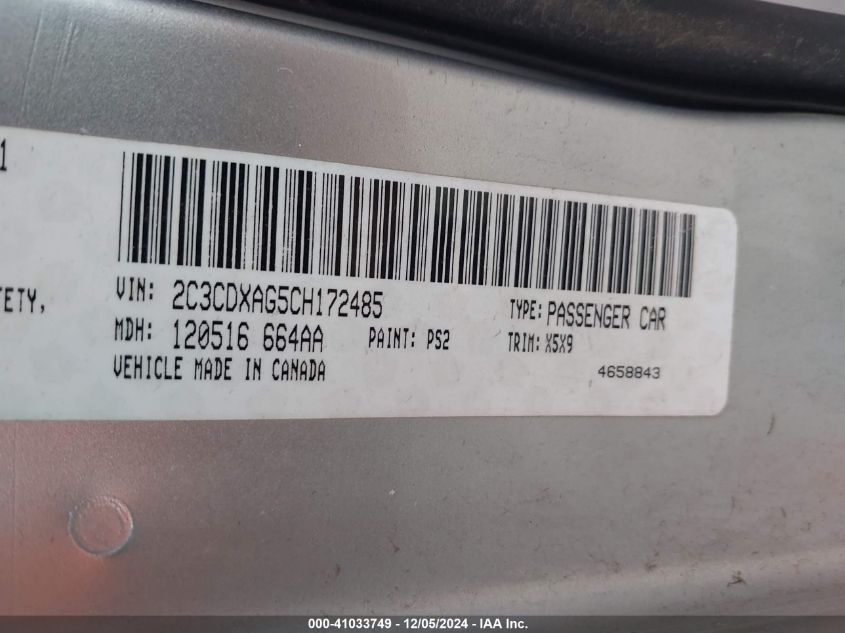 1
TETY,
VIN: 2C3CDXAG5CH172485
TYPE: PASSENGER CAR
MDH: 120516 664AA
PAINT: PS2
TRIM: X5X9
VEHICLE MADE IN CANADA
4658843
000-41033749 - 12/05/2024 - IAA Inc.